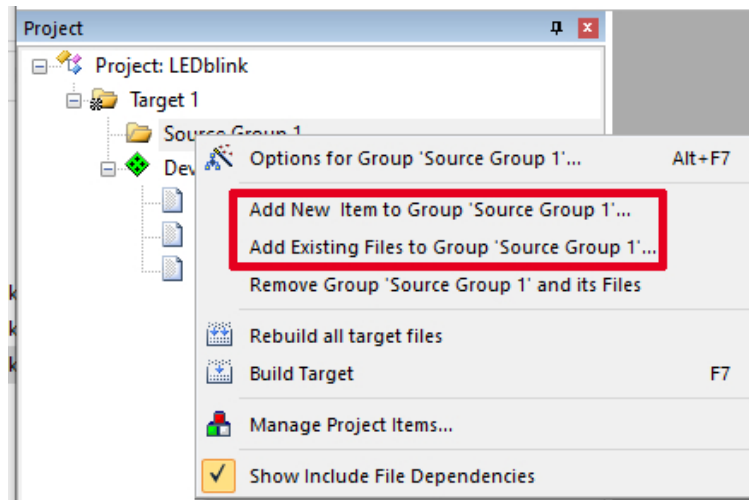 Project
Project: LEDblink
Target 1
Source Group 1
Options for Group 'Source Group 1'... Alt+F7
Dev
Add New Item to Group 'Source Group 1'...
Add Existing Files to Group 'Source Group 1'...
Remove Group 'Source Group 1' and its Files
Rebuild all target files
Build Target F7
Manage Project Items...
Show Include File Dependencies